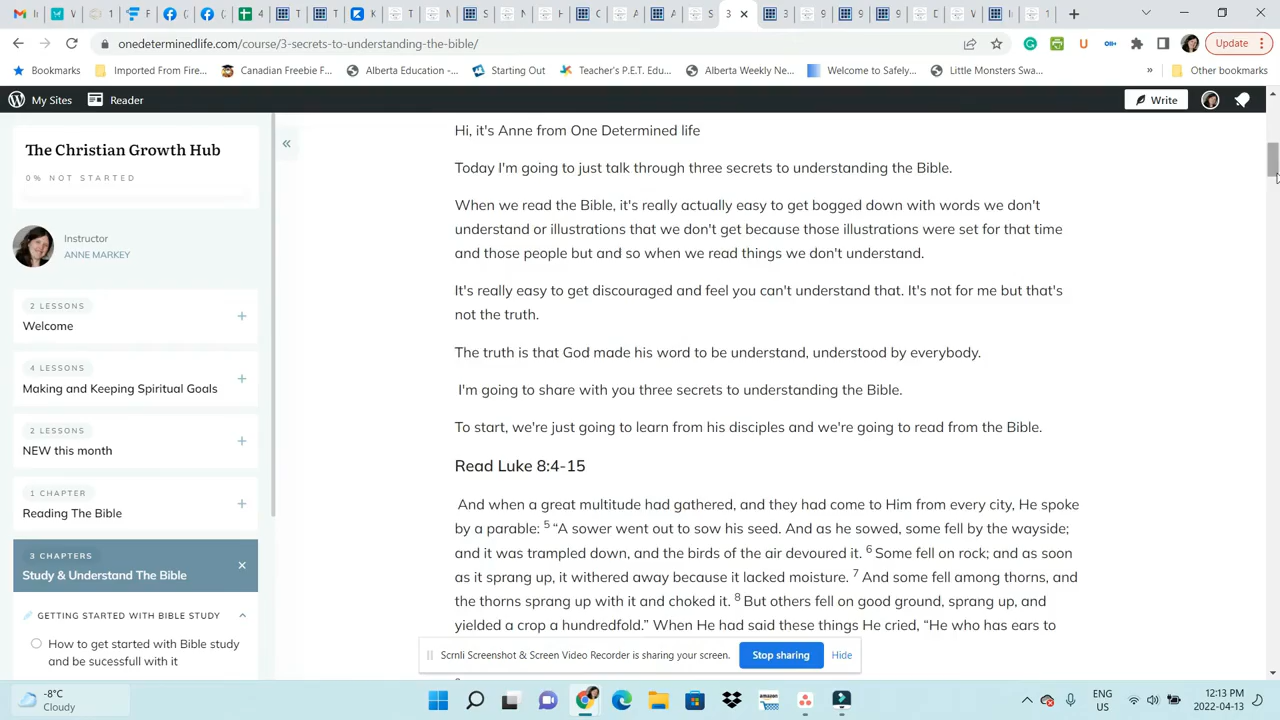 M
3
onedeterminedlife.com/course/3-secrets-to-understanding-the-bible/
Update
Bookmarks
Imported From Fire...
Canadian Freebie F...
Alberta Education -...
Starting Out
Teacher's P.E.T. Edu...
Alberta Weekly Ne...
Welcome to Safely...
Little Monsters Swa...
»
Other bookmarks
My Sites
Reader
Write
The Christian Growth Hub
0% NOT STARTED
Instructor
ANNE MARKEY
2 LESSONS
Welcome
4 LESSONS
Making and Keeping Spiritual Goals
2 LESSONS
NEW this month
1 CHAPTER
Reading The Bible
3 CHAPTERS
Study & Understand The Bible
GETTING STARTED WITH BIBLE STUDY
How to get started with Bible study
and be sucessfull with it
Hi, it's Anne from One Determined life
Today I'm going to just talk through three secrets to understanding the Bible.
When we read the Bible, it's really actually easy to get bogged down with words we don't
understand or illustrations that we don't get because those illustrations were set for that time
and those people but and so when we read things we don't understand.
It's really easy to get discouraged and feel you can't understand that. It's not for me but that's
not the truth.
The truth is that God made his word to be understand, understood by everybody.
I'm going to share with you three secrets to understanding the Bible.
To start, we're just going to learn from his disciples and we're going to read from the Bible.
Read Luke 8:4-15
And when a great multitude had gathered, and they had come to Him from every city, He spoke
by a parable: 5 “A sower went out to sow his seed. And as he sowed, some fell by the wayside;
and it was trampled down, and the birds of the air devoured it. 6 Some fell on rock; and as soon
as it sprang up, it withered away because it lacked moisture. 7 And some fell among thorns, and
the thorns sprang up with it and choked it. 8 But others fell on good ground, sprang up, and
yielded a crop a hundredfold.” When He had said these things He cried, “He who has ears to
Scrnli Screenshot & Screen Video Recorder is sharing your screen.
Stop sharing
Hide
-8°C
Cloudy
amazon
ENG
US
12:13 PM
2022-04-13